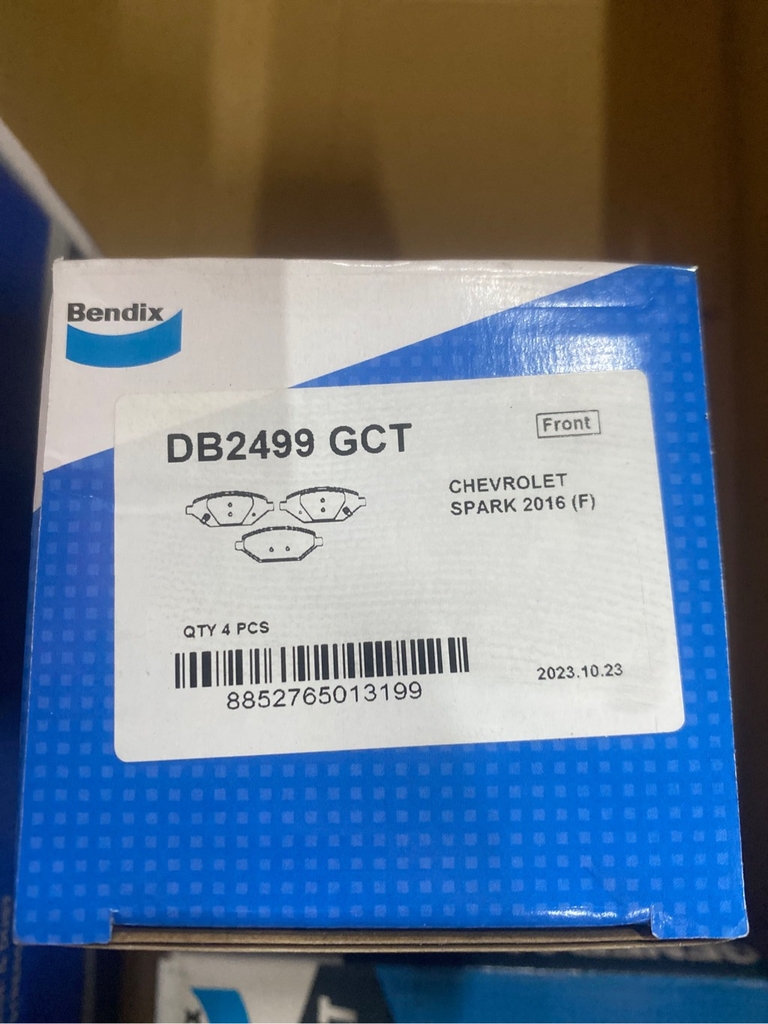 Bendix
DB2499 GCT
Front
CHEVROLET
SPARK 2016 (F)
QTY 4 PCS
8852765013199
2023.10.23